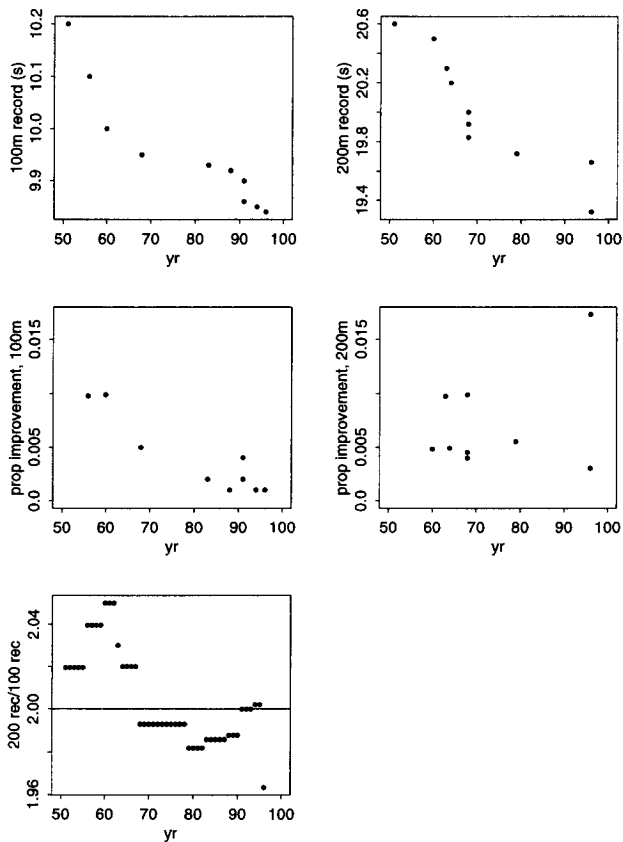 100m record (s)
10.2
10.1
10.0
9.9
50 60 70 80 90 100
yr
200m record (s)
20.6
20.2
19.8
19.4
50 60 70 80 90 100
yr
prop improvement, 100m
0.015
0.005
0.0
50 60 70 80 90 100
yr
prop improvement, 200m
0.015
0.005
0.0
50 60 70 80 90 100
yr
200 rec/100 rec
2.04
2.00
1.96
50 60 70 80 90 100
yr